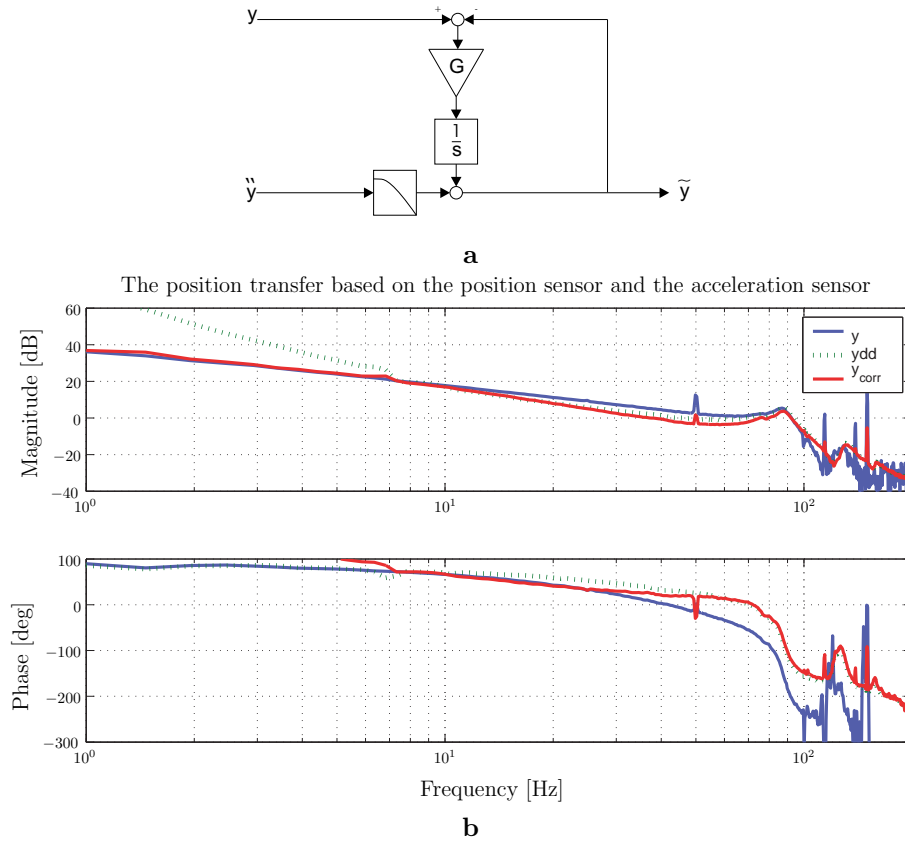 y
+ -
G
1
s
ÿ
ỹ
a
The position transfer based on the position sensor and the acceleration sensor
Magnitude [dB]
60
40
20
0
−20
−40
y
ydd
y_corr
10^0
10^1
10^2
Phase [deg]
100
0
−100
−200
−300
10^0
10^1
10^2
Frequency [Hz]
b